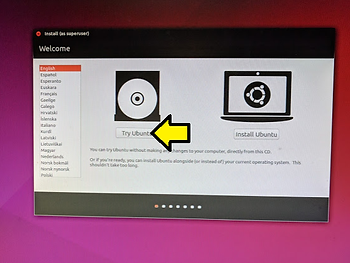 Install (as superuser)
Welcome
English
Español
Esperanto
Euskara
Français
Gaeilge
Galego
Hrvatski
Íslenska
Italiano
Kurdî
Latviski
Lietuviškai
Magyar
Nederlands
Norsk bokmål
Norsk nynorsk
Polski
Try Ubuntu
Install Ubuntu
You can try Ubuntu without making any changes to your computer, directly from this CD.
Or if you're ready, you can install Ubuntu alongside (or instead of) your current operating system. This
shouldn't take too long.